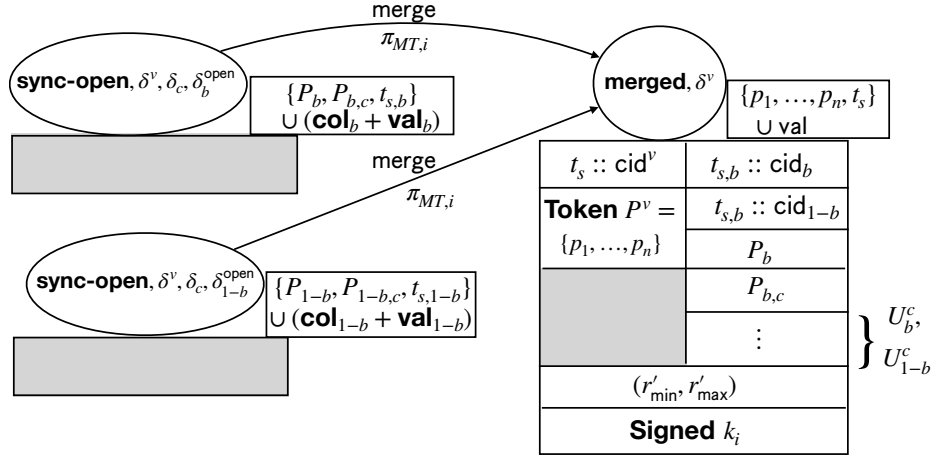 merge
π_{MT,i}
sync-open, δ^v, δ_c, δ_b^{open}
{P_b, P_{b,c}, t_{s,b}}
∪ (col_b + val_b)
merged, δ^v
{p_1, …, p_n, t_s}
∪ val
merge
π_{MT,i}
sync-open, δ^v, δ_c, δ_{1−b}^{open}
{P_{1−b}, P_{1−b,c}, t_{s,1−b}}
∪ (col_{1−b} + val_{1−b})
t_s :: cid^v
t_{s,b} :: cid_b
Token P^v =
{p_1, …, p_n}
t_{s,b} :: cid_{1−b}
P_b
P_{b,c}
⋮
} U_b^c,
U_{1−b}^c
(r′_{min}, r′_{max})
Signed k_i